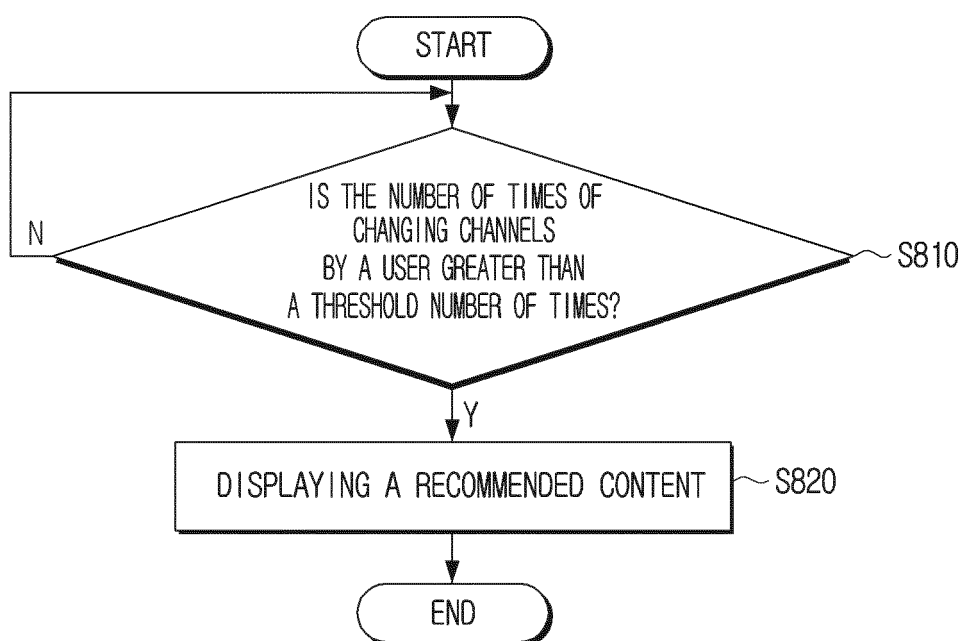 START
IS THE NUMBER OF TIMES OF
CHANGING CHANNELS
BY A USER GREATER THAN
A THRESHOLD NUMBER OF TIMES?
N
S810
Y
DISPLAYING A RECOMMENDED CONTENT
S820
END